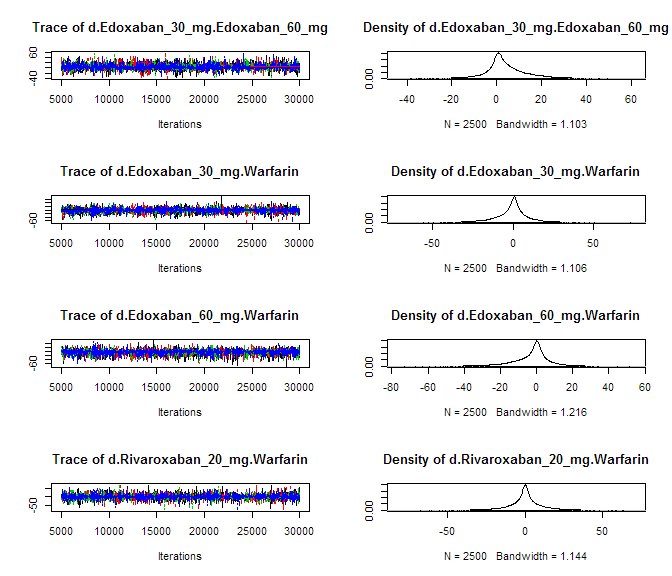 Trace of d.Edoxaban_30_mg.Edoxaban_60_mg
60
-40
5000 10000 15000 20000 25000 30000
Iterations
Density of d.Edoxaban_30_mg.Edoxaban_60_mg
0.00
-40 -20 0 20 40 60
N = 2500 Bandwidth = 1.103
Trace of d.Edoxaban_30_mg.Warfarin
-60
5000 10000 15000 20000 25000 30000
Iterations
Density of d.Edoxaban_30_mg.Warfarin
0.00
-50 0 50
N = 2500 Bandwidth = 1.106
Trace of d.Edoxaban_60_mg.Warfarin
-60
5000 10000 15000 20000 25000 30000
Iterations
Density of d.Edoxaban_60_mg.Warfarin
0.00
-80 -60 -40 -20 0 20 40 60
N = 2500 Bandwidth = 1.216
Trace of d.Rivaroxaban_20_mg.Warfarin
-50
5000 10000 15000 20000 25000 30000
Iterations
Density of d.Rivaroxaban_20_mg.Warfarin
0.00
-50 0 50
N = 2500 Bandwidth = 1.144